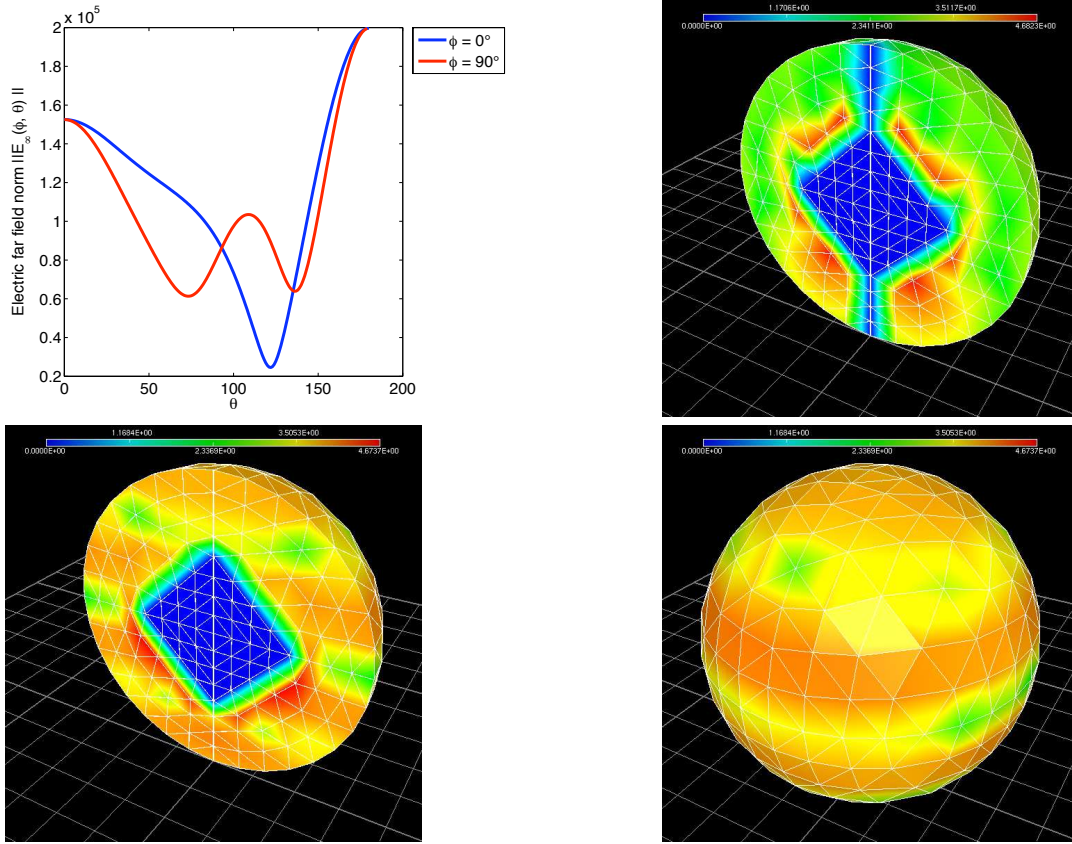 2 x 10⁵
1.8
1.6
1.4
1.2
1
0.8
0.6
0.4
0.2
0 50 100 150 200
θ
Electric far field norm ||E∞(ϕ, θ) ||
ϕ = 0°
ϕ = 90°
1.1706E+00 3.5117E+00
0.0000E+00 2.3411E+00 4.6823E+00
1.1684E+00 3.5053E+00
0.0000E+00 2.3369E+00 4.6737E+00
1.1684E+00 3.5053E+00
0.0000E+00 2.3369E+00 4.6737E+00